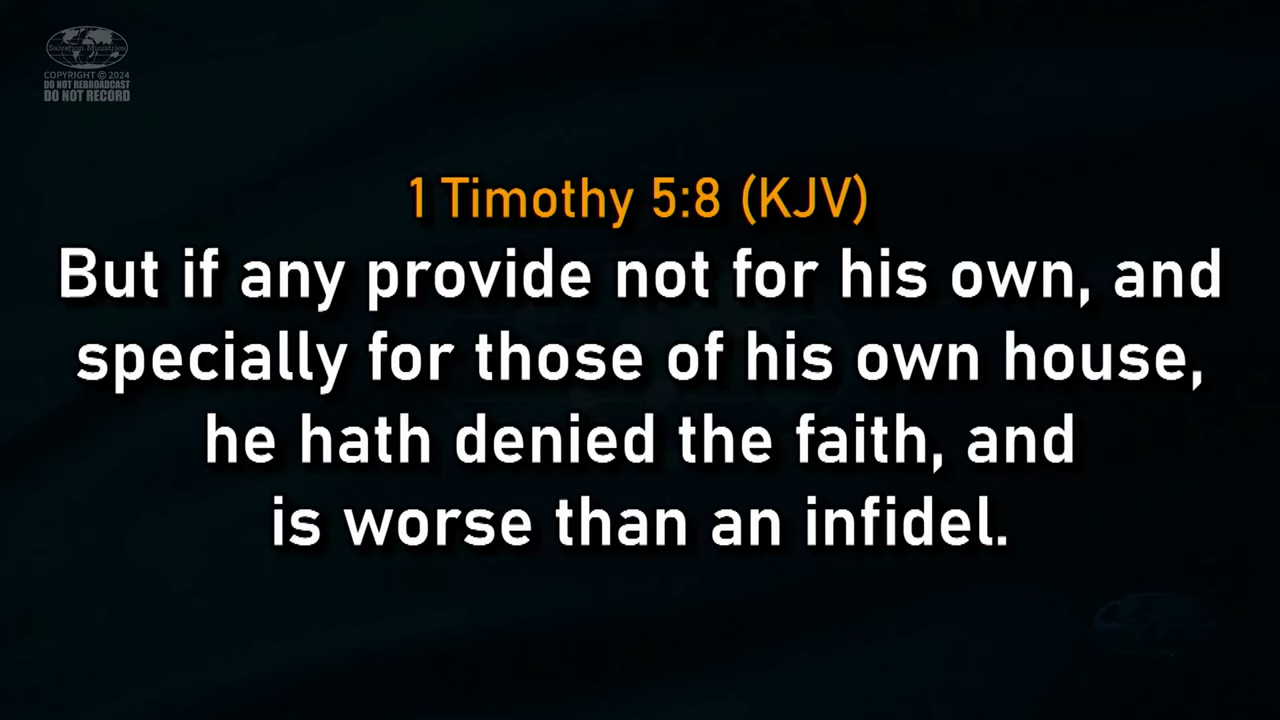 Salvation Ministries
COPYRIGHT © 2024
DO NOT REBROADCAST
DO NOT RECORD
1 Timothy 5:8 (KJV)
But if any provide not for his own, and
specially for those of his own house,
he hath denied the faith, and
is worse than an infidel.